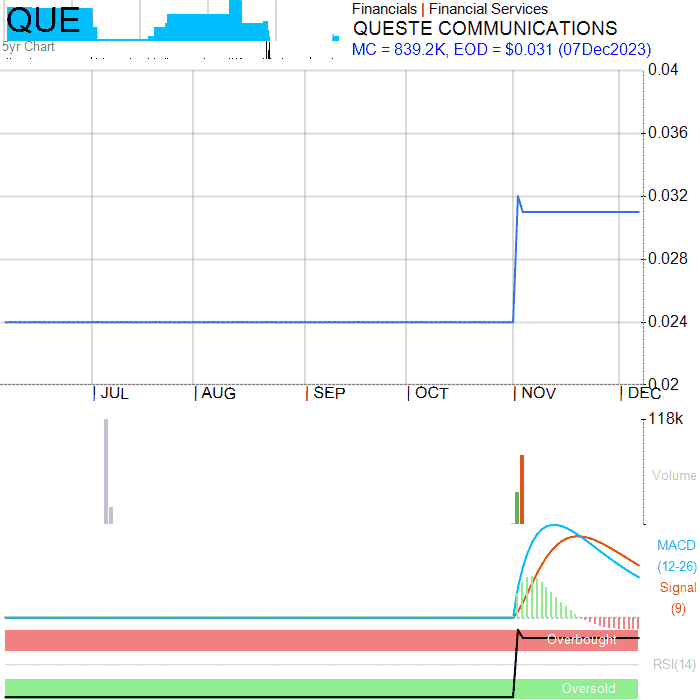 QUE
5yr Chart
Financials | Financial Services
QUESTE COMMUNICATIONS
MC = 839.2K, EOD = $0.031 (07Dec2023)
0.04
0.036
0.032
0.028
0.024
0.02
JUL AUG SEP OCT NOV DEC
118k
Volume
MACD
(12-26)
Signal
(9)
Overbought
RSI(14)
Oversold